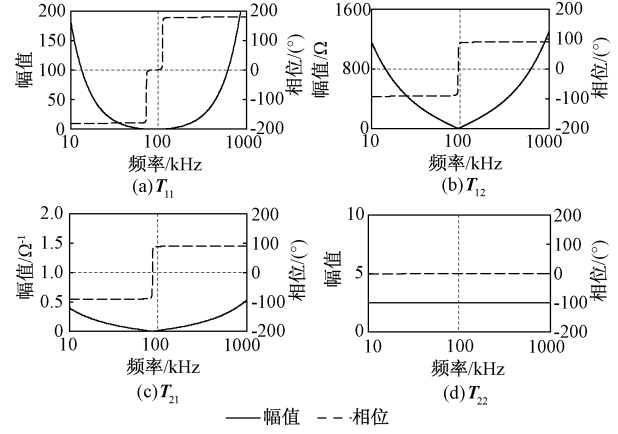 200 200
150 100
100 0
50 -100
0 -200
10 100 1000
幅值
相位/(°)
频率/kHz
(a) T11
1600 200
100
800 0
-100
0 -200
10 100 1000
幅值/Ω
相位/(°)
频率/kHz
(b) T12
2.0 200
1.5 100
1.0 0
0.5 -100
0 -200
10 100 1000
幅值/Ω-1
相位/(°)
频率/kHz
(c) T21
10 200
100
5 0
-100
0 -200
10 100 1000
幅值
相位/(°)
频率/kHz
(d) T22
幅值 相位